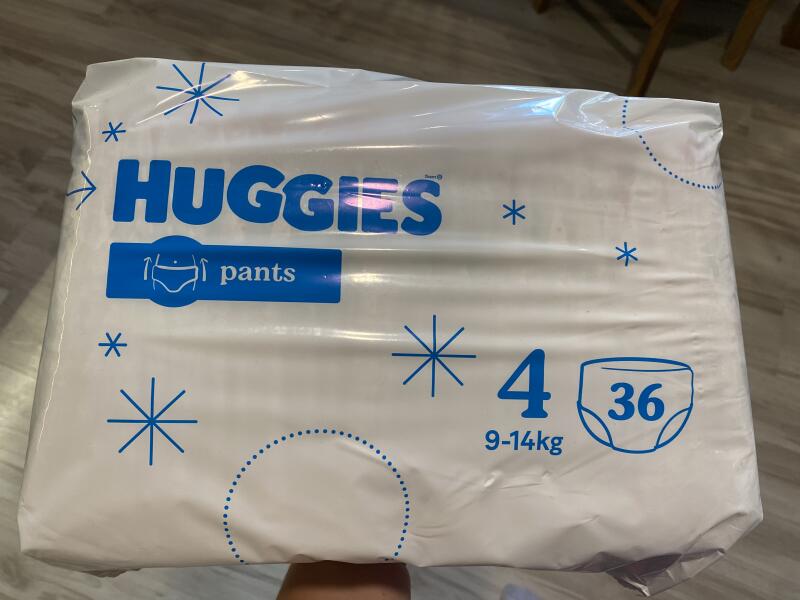 HUGGIES
pants
4
9-14kg
36